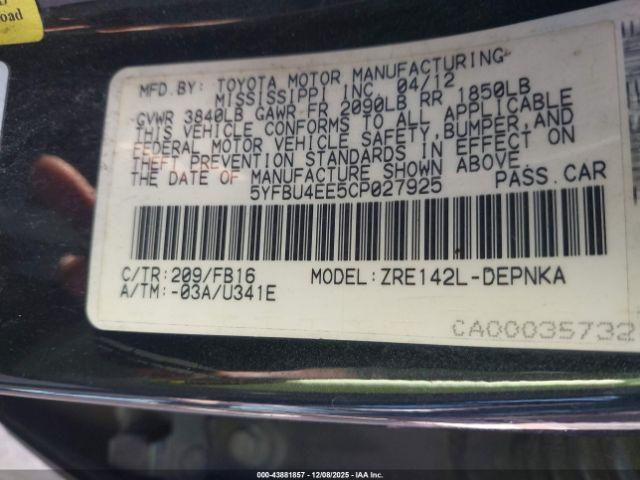 oad
MFD.BY: TOYOTA MOTOR MANUFACTURING
MISSISSIPPI INC. 04/12
GVWR 3840LB GAWR FR 2090LB RR 1850LB
THIS VEHICLE CONFORMS TO ALL APPLICABLE
FEDERAL MOTOR VEHICLE SAFETY,BUMPER,AND
THEFT PREVENTION STANDARDS IN EFFECT ON
THE DATE OF MANUFACTURE SHOWN ABOVE.
5YFBU4EE5CP027925 PASS.CAR
C/TR:209/FB16 MODEL:ZRE142L-DEPNKA
A/TM:-03A/U341E
CA00035732
000-43881857 | 12/08/2025 | IAAI, Inc.